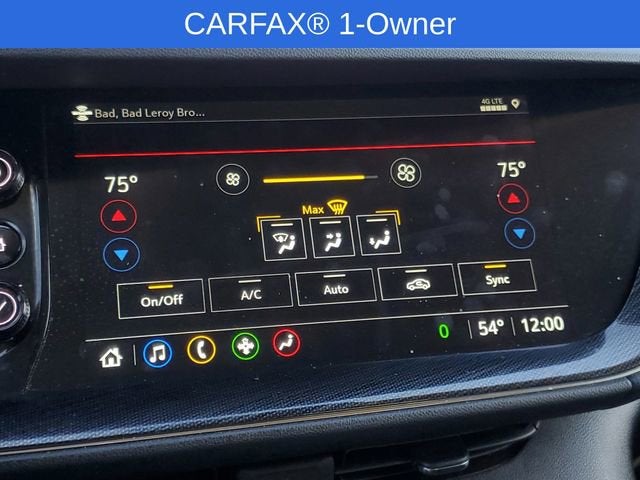 CARFAX® 1-Owner
Bad, Bad Leroy Bro...
4G LTE
75°
75°
Max
On/Off
A/C
Auto
Sync
0
54°
12:00